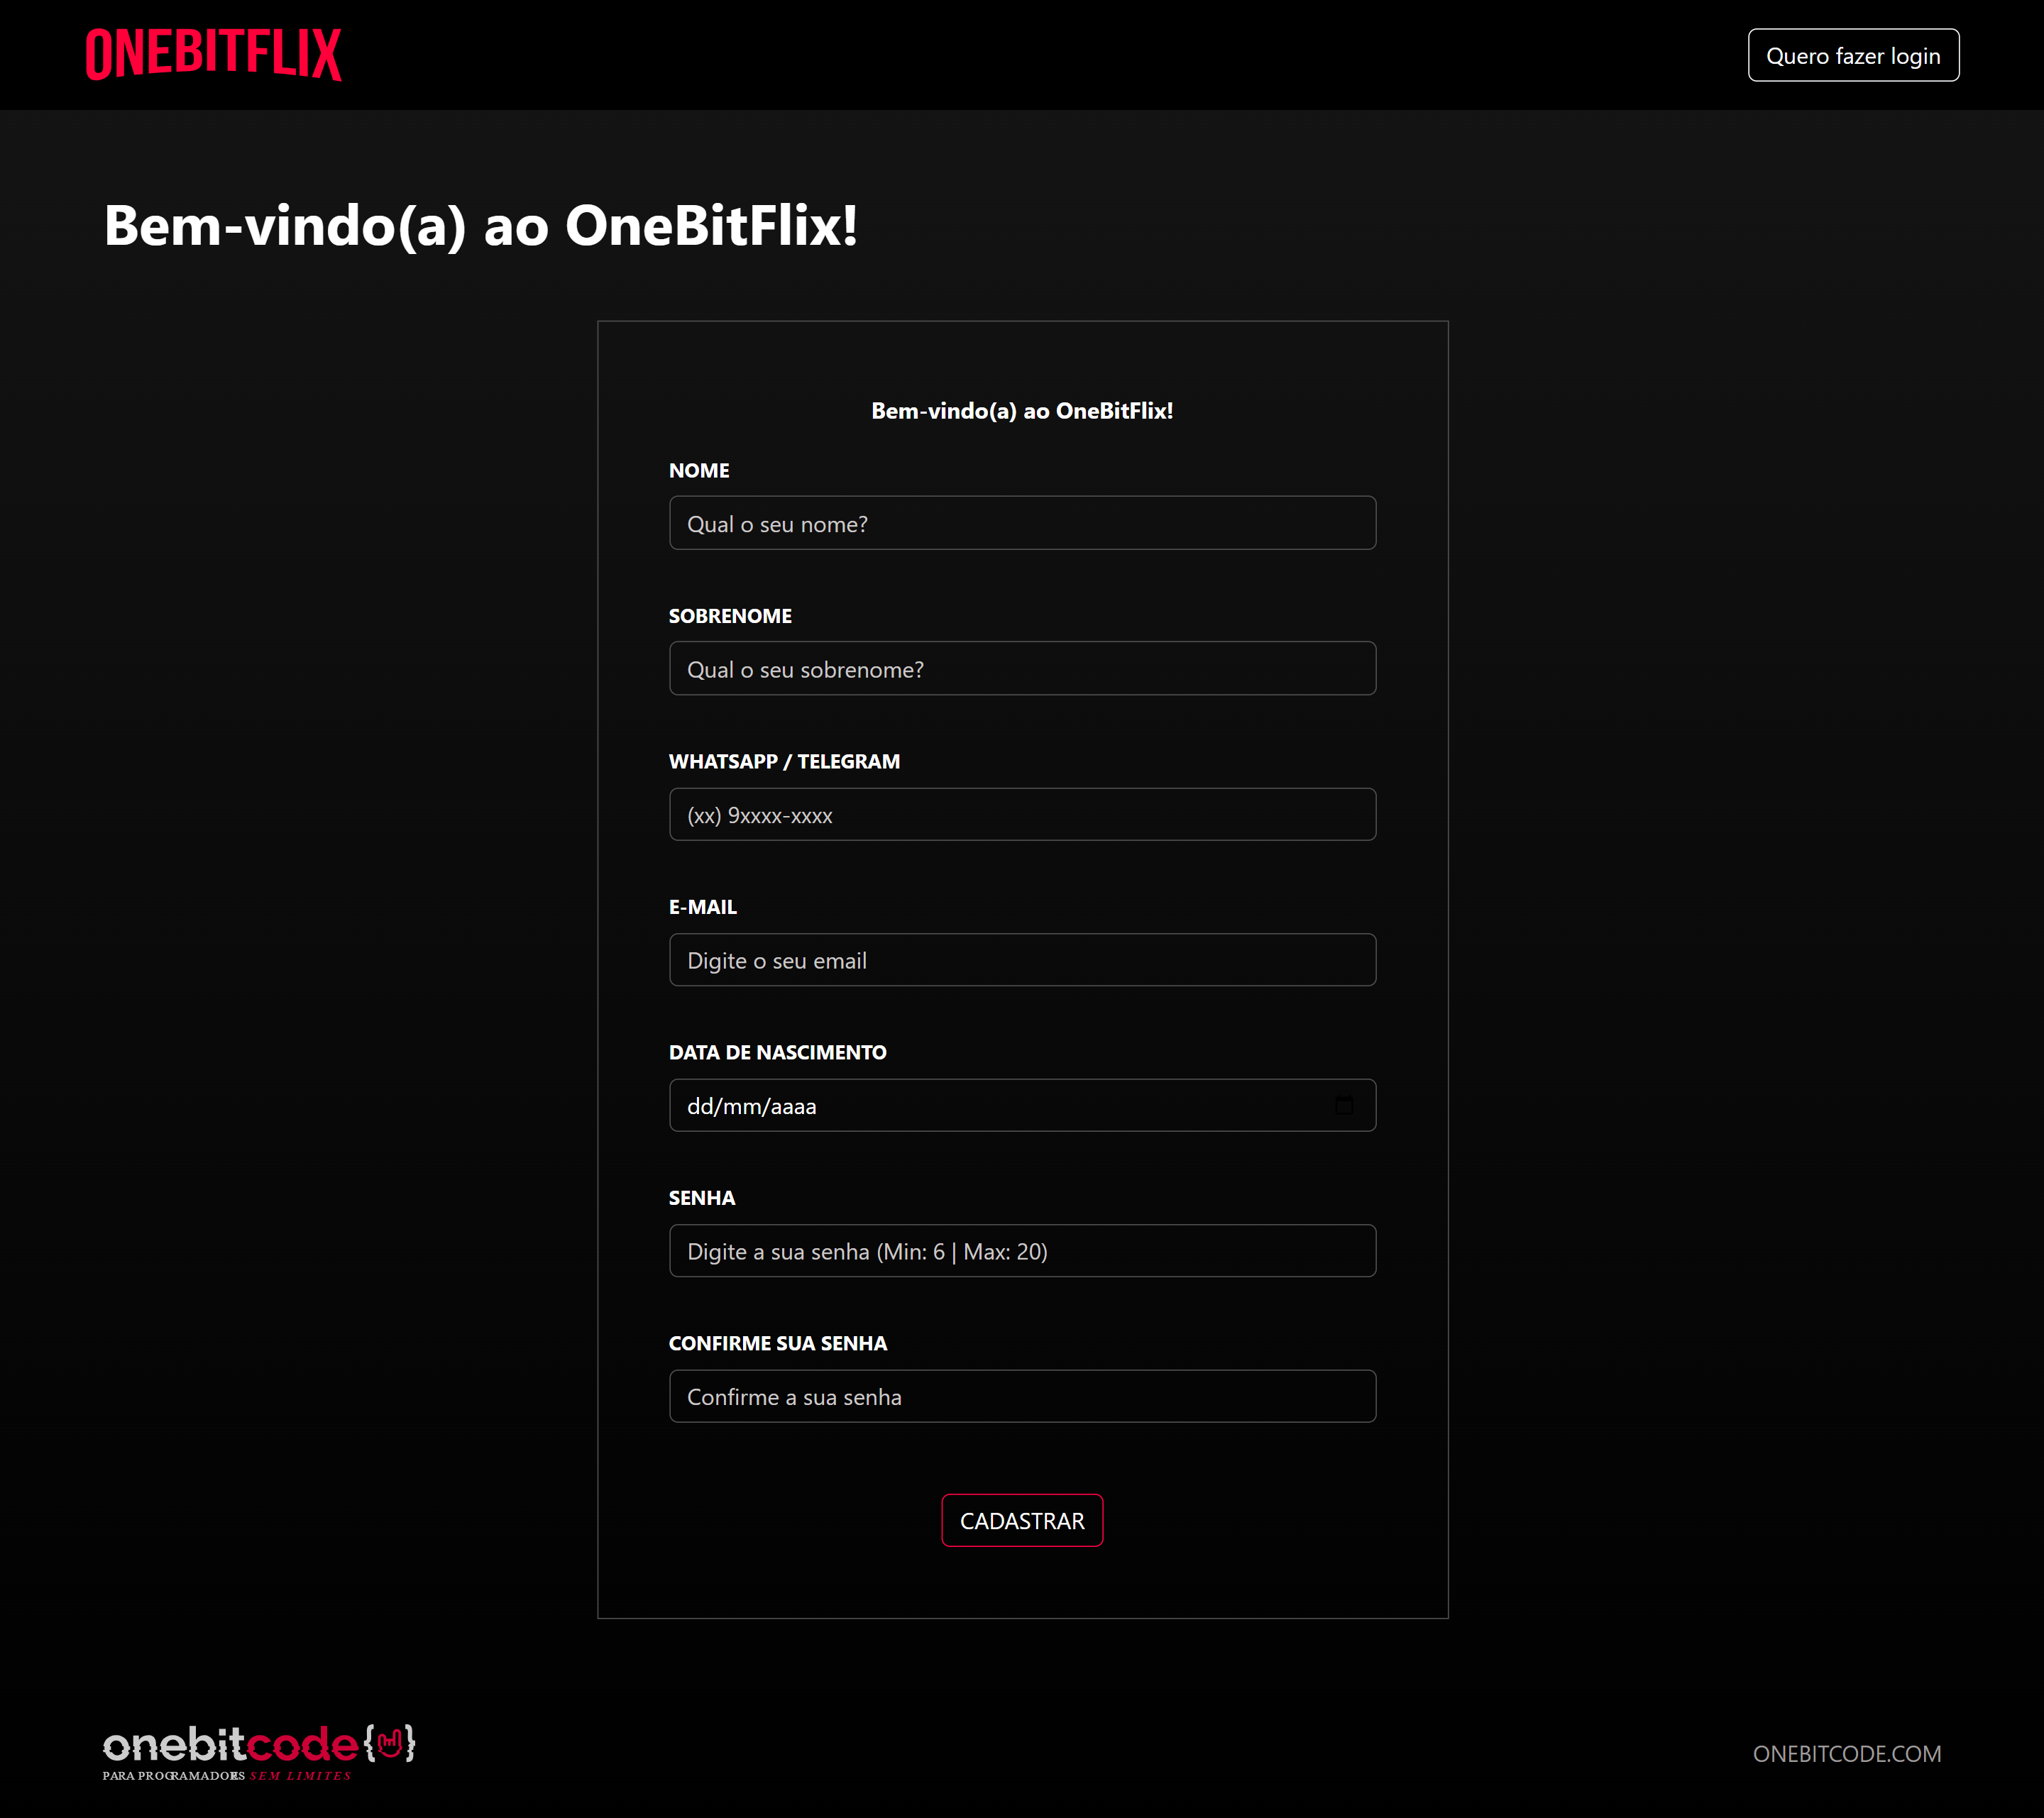 ONEBITFLIX
Quero fazer login
Bem-vindo(a) ao OneBitFlix!
Bem-vindo(a) ao OneBitFlix!
NOME
Qual o seu nome?
SOBRENOME
Qual o seu sobrenome?
WHATSAPP / TELEGRAM
(xx) 9xxxx-xxxx
E-MAIL
Digite o seu email
DATA DE NASCIMENTO
dd/mm/aaaa
SENHA
Digite a sua senha (Min: 6 | Max: 20)
CONFIRME SUA SENHA
Confirme a sua senha
CADASTRAR
onebitcode{}
PARA PROGRAMADORES SEM LIMITES
ONEBITCODE.COM